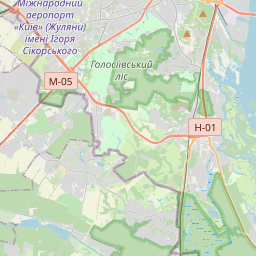 Міжнародний
аеропорт
«Київ» (Жуляни)
імені Ігоря
Сікорського
Голосіївський
ліс
М-05
Н-01